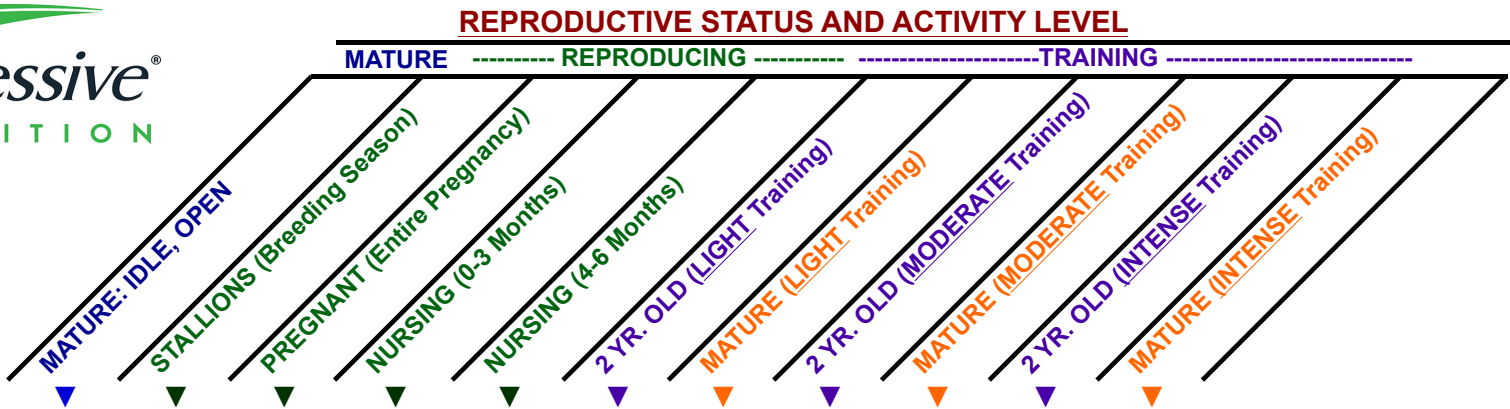 REPRODUCTIVE STATUS AND ACTIVITY LEVEL
MATURE ---------- REPRODUCING ----------- ----------------------TRAINING ------------------------------
essive®
ITION
MATURE: IDLE, OPEN
STALLIONS (Breeding Season)
PREGNANT (Entire Pregnancy)
NURSING (0-3 Months)
NURSING (4-6 Months)
2 YR. OLD (LIGHT Training)
MATURE (LIGHT Training)
2 YR. OLD (MODERATE Training)
MATURE (MODERATE Training)
2 YR. OLD (INTENSE Training)
MATURE (INTENSE Training)